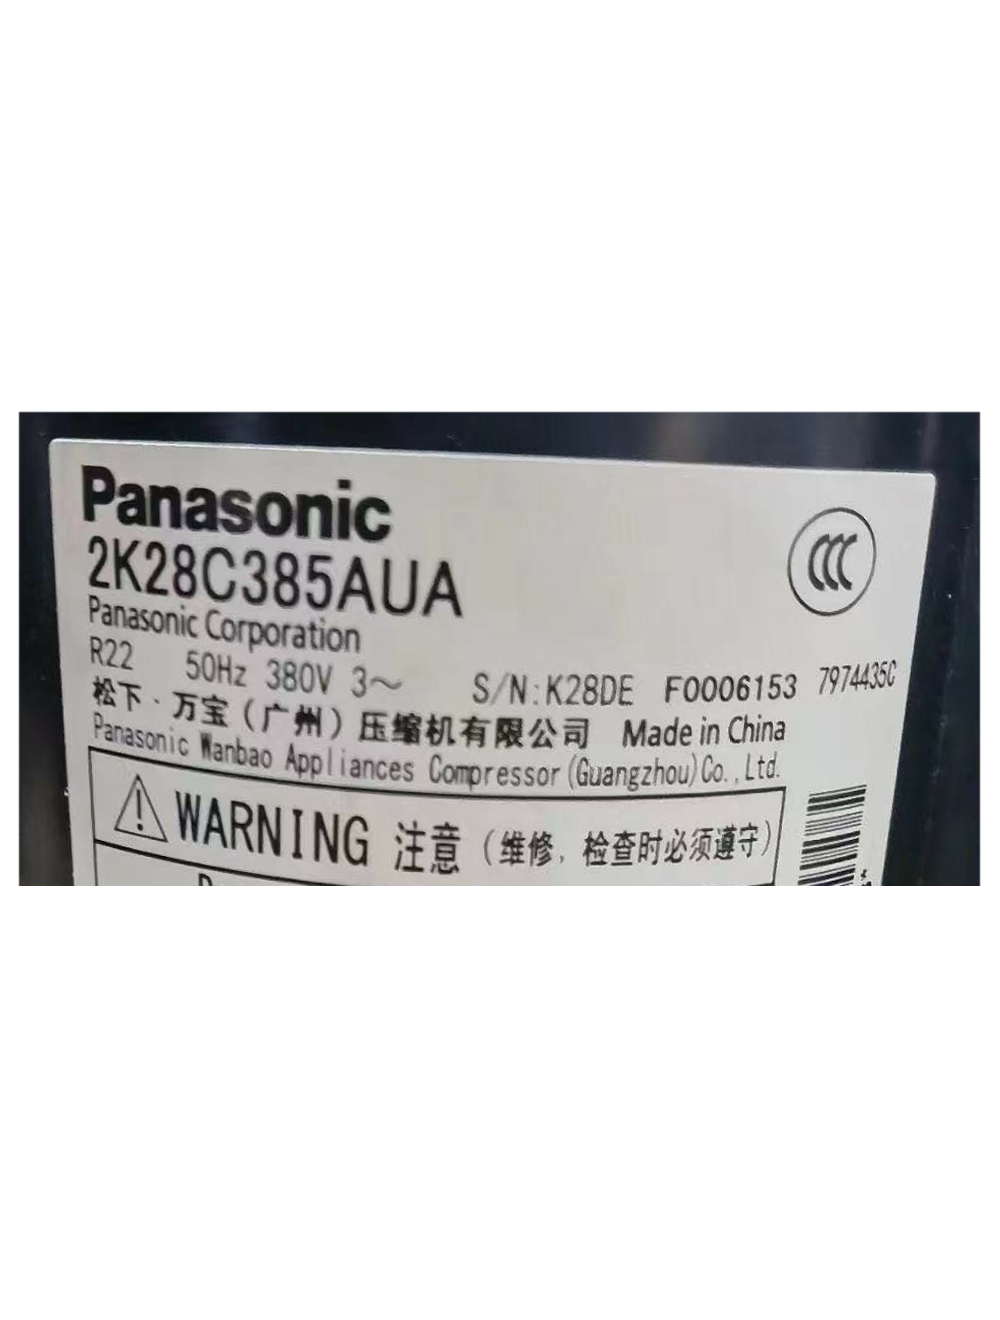 Panasonic
2K28C385AUA
Panasonic Corporation
R22 50Hz 380V 3～ S/N:K28DE F0006153 7974435C
松下·万宝（广州）压缩机有限公司 Made in China
Panasonic Wanbao Appliances Compressor(Guangzhou)Co.,Ltd.
WARNING 注意（维修，检查时必须遵守）
CCC